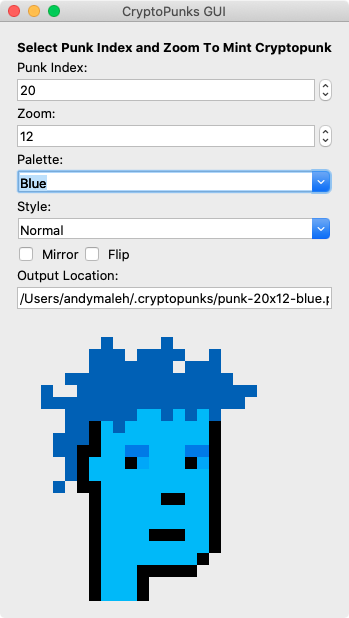 CryptoPunks GUI
Select Punk Index and Zoom To Mint Cryptopunk
Punk Index:
20
Zoom:
12
Palette:
Blue
Style:
Normal
Mirror Flip
Output Location:
/Users/andymaleh/.cryptopunks/punk-20x12-blue.p